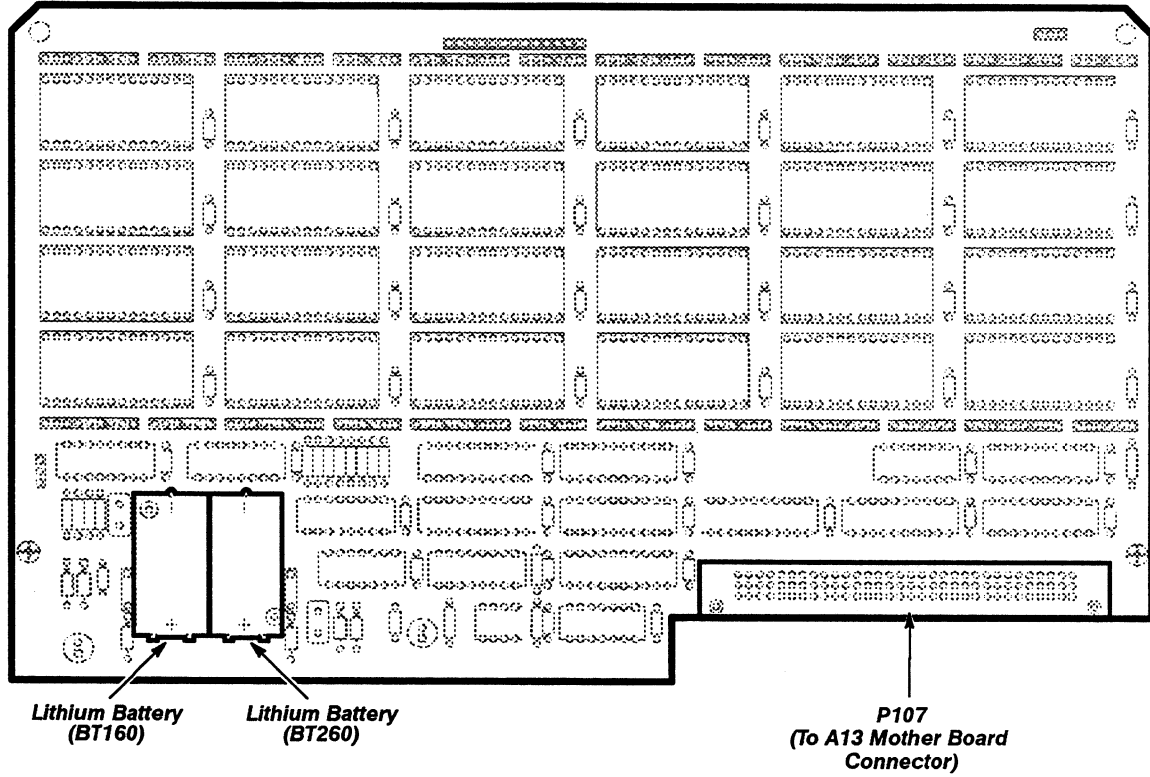 Lithium Battery
(BT160)
Lithium Battery
(BT260)
P107
(To A13 Mother Board
Connector)